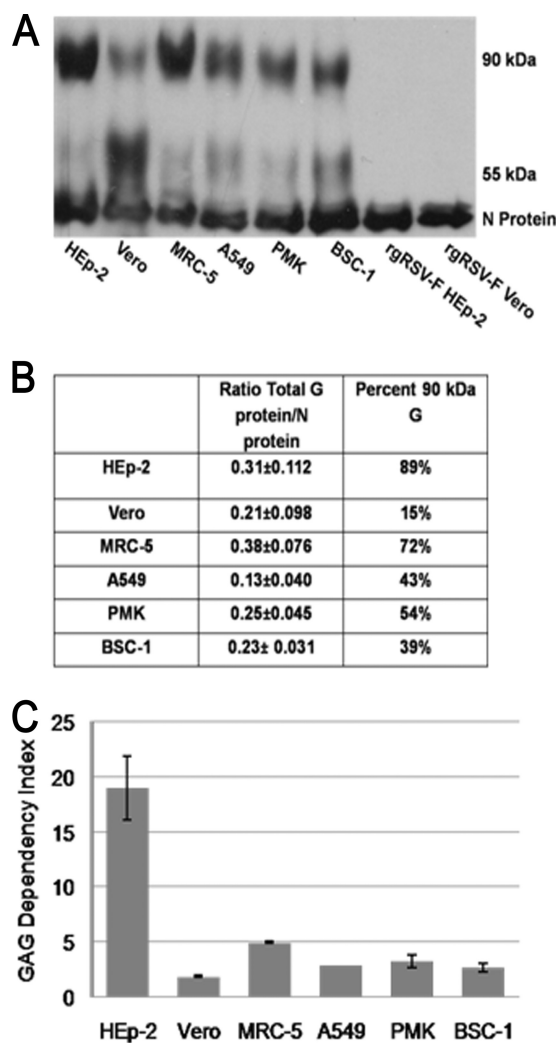 A
90 kDa
55 kDa
N Protein
HEp-2
Vero
MRC-5
A549
PMK
BSC-1
rgRSV-F HEp-2
rgRSV-F Vero
B
Ratio Total G
protein/N
protein
Percent 90 kDa
G
HEp-2 0.31±0.112 89%
Vero 0.21±0.098 15%
MRC-5 0.38±0.076 72%
A549 0.13±0.040 43%
PMK 0.25±0.045 54%
BSC-1 0.23± 0.031 39%
C
GAG Dependency Index
25
20
15
10
5
0
HEp-2 Vero MRC-5 A549 PMK BSC-1